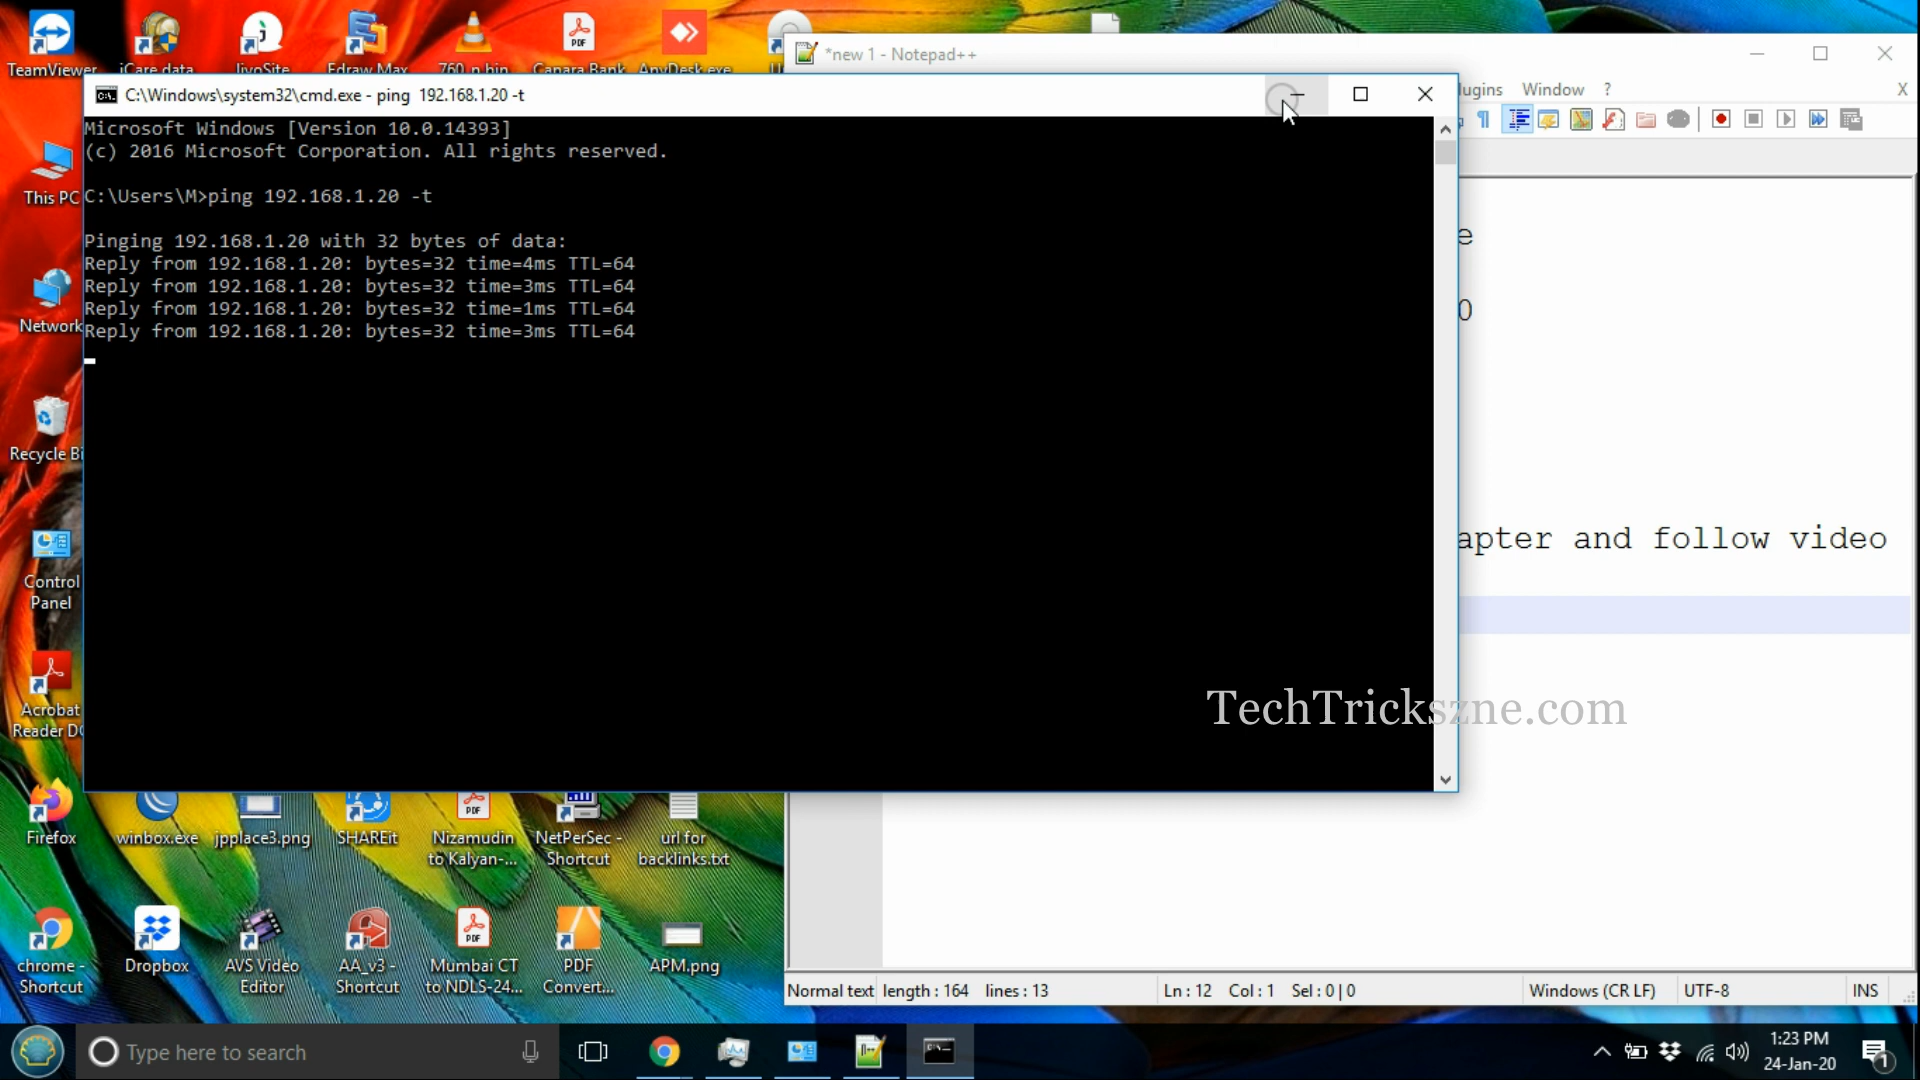 TeamViewer
iCare data
JivoSite
Edraw Max
760_n.bin
Canara Bank
AnyDesk.exe
*new 1 - Notepad++
lugins Window ? X
C:\Windows\system32\cmd.exe - ping 192.168.1.20 -t
Microsoft Windows [Version 10.0.14393]
(c) 2016 Microsoft Corporation. All rights reserved.
C:\Users\M>ping 192.168.1.20 -t
Pinging 192.168.1.20 with 32 bytes of data:
Reply from 192.168.1.20: bytes=32 time=4ms TTL=64
Reply from 192.168.1.20: bytes=32 time=3ms TTL=64
Reply from 192.168.1.20: bytes=32 time=1ms TTL=64
Reply from 192.168.1.20: bytes=32 time=3ms TTL=64
e
0
apter and follow video
TechTrickszne.com
This PC
Network
Recycle Bi
Control
Panel
Acrobat
Reader DC
Firefox
winbox.exe
jpplace3.png
SHAREit
Nizamudin
to Kalyan-...
NetPerSec -
Shortcut
url for
backlinks.txt
chrome -
Shortcut
Dropbox
AVS Video
Editor
AA_v3 -
Shortcut
Mumbai CT
to NDLS-24...
PDF
Convert...
APM.png
Normal text length : 164 lines : 13 Ln : 12 Col : 1 Sel : 0 | 0 Windows (CR LF) UTF-8 INS
Type here to search
1:23 PM
24-Jan-20
1